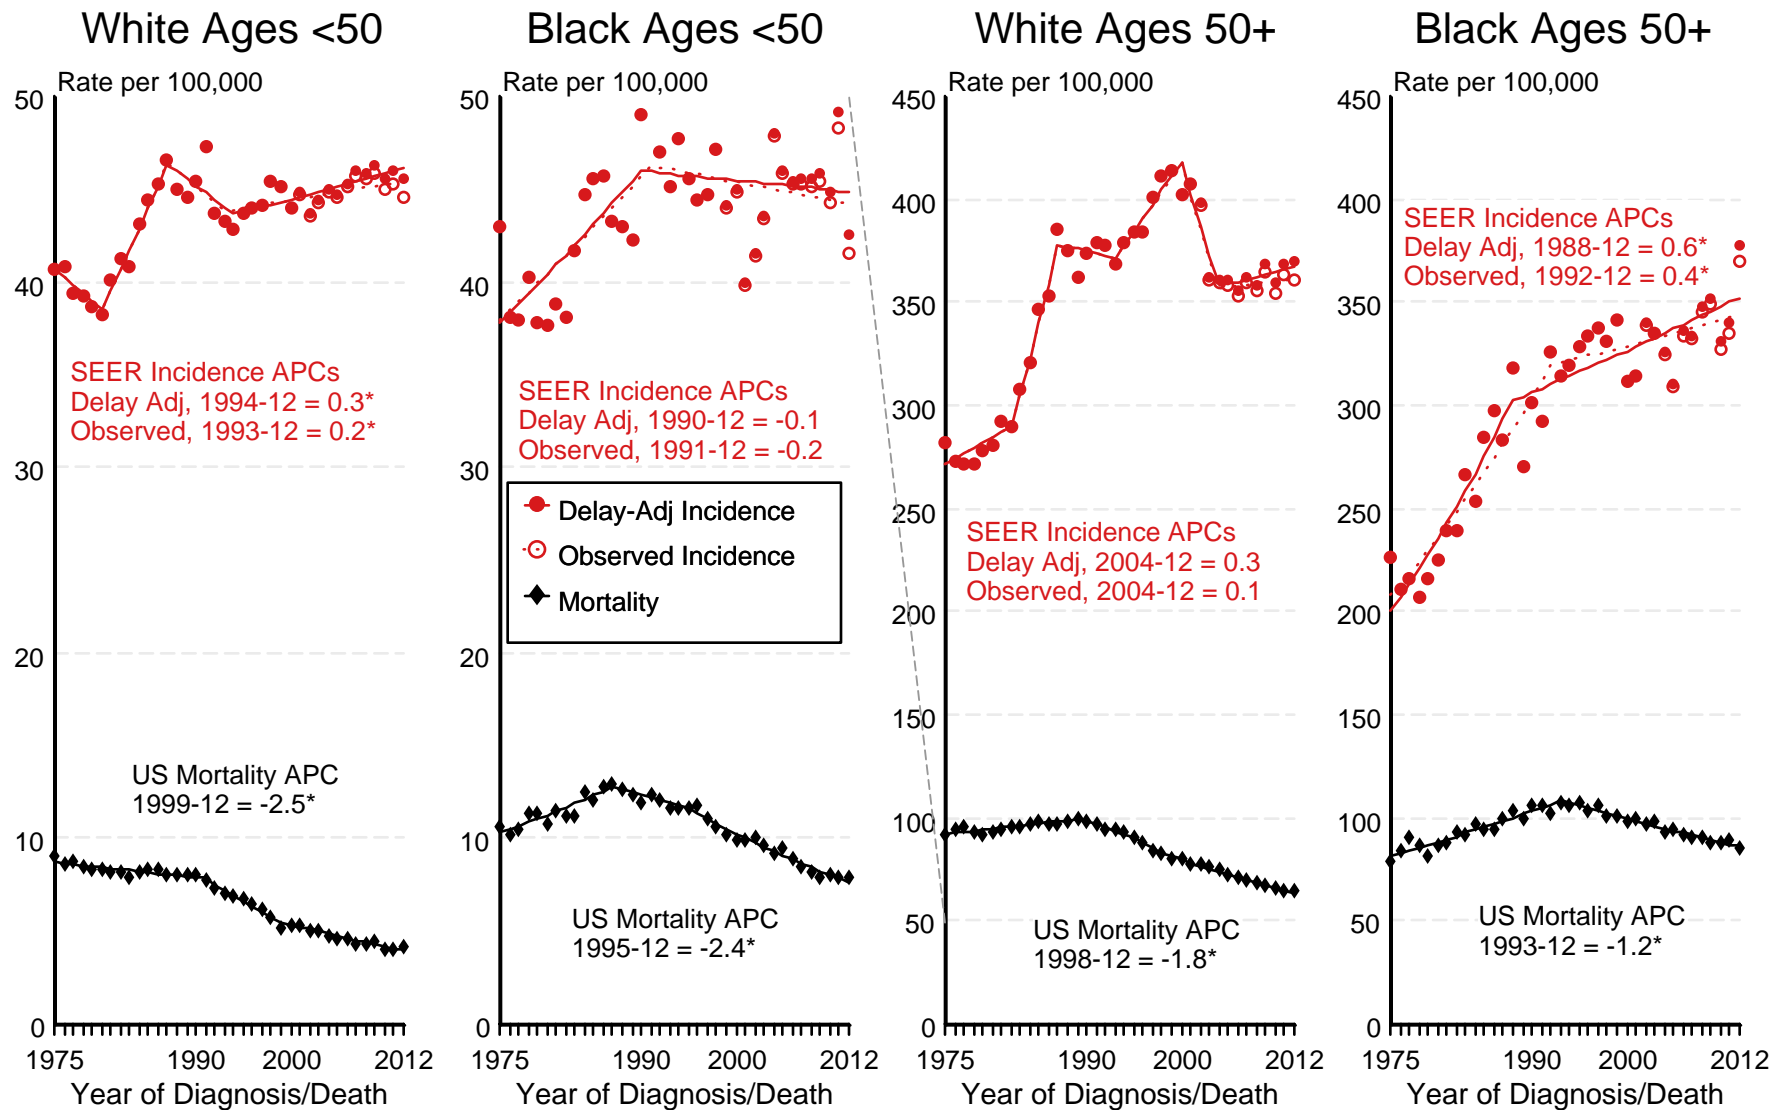 White Ages <50
Rate per 100,000
50
40
30
20
10
0
SEER Incidence APCs
Delay Adj, 1994-12 = 0.3*
Observed, 1993-12 = 0.2*
US Mortality APC
1999-12 = -2.5*
1975 1990 2000 2012
Year of Diagnosis/Death
Black Ages <50
Rate per 100,000
50
40
30
20
10
0
SEER Incidence APCs
Delay Adj, 1990-12 = -0.1
Observed, 1991-12 = -0.2
Delay-Adj Incidence
Observed Incidence
Mortality
US Mortality APC
1995-12 = -2.4*
1975 1990 2000 2012
Year of Diagnosis/Death
White Ages 50+
Rate per 100,000
450
400
350
300
250
200
150
100
50
0
SEER Incidence APCs
Delay Adj, 2004-12 = 0.3
Observed, 2004-12 = 0.1
US Mortality APC
1998-12 = -1.8*
1975 1990 2000 2012
Year of Diagnosis/Death
Black Ages 50+
Rate per 100,000
450
400
350
300
250
200
150
100
50
0
SEER Incidence APCs
Delay Adj, 1988-12 = 0.6*
Observed, 1992-12 = 0.4*
US Mortality APC
1993-12 = -1.2*
1975 1990 2000 2012
Year of Diagnosis/Death